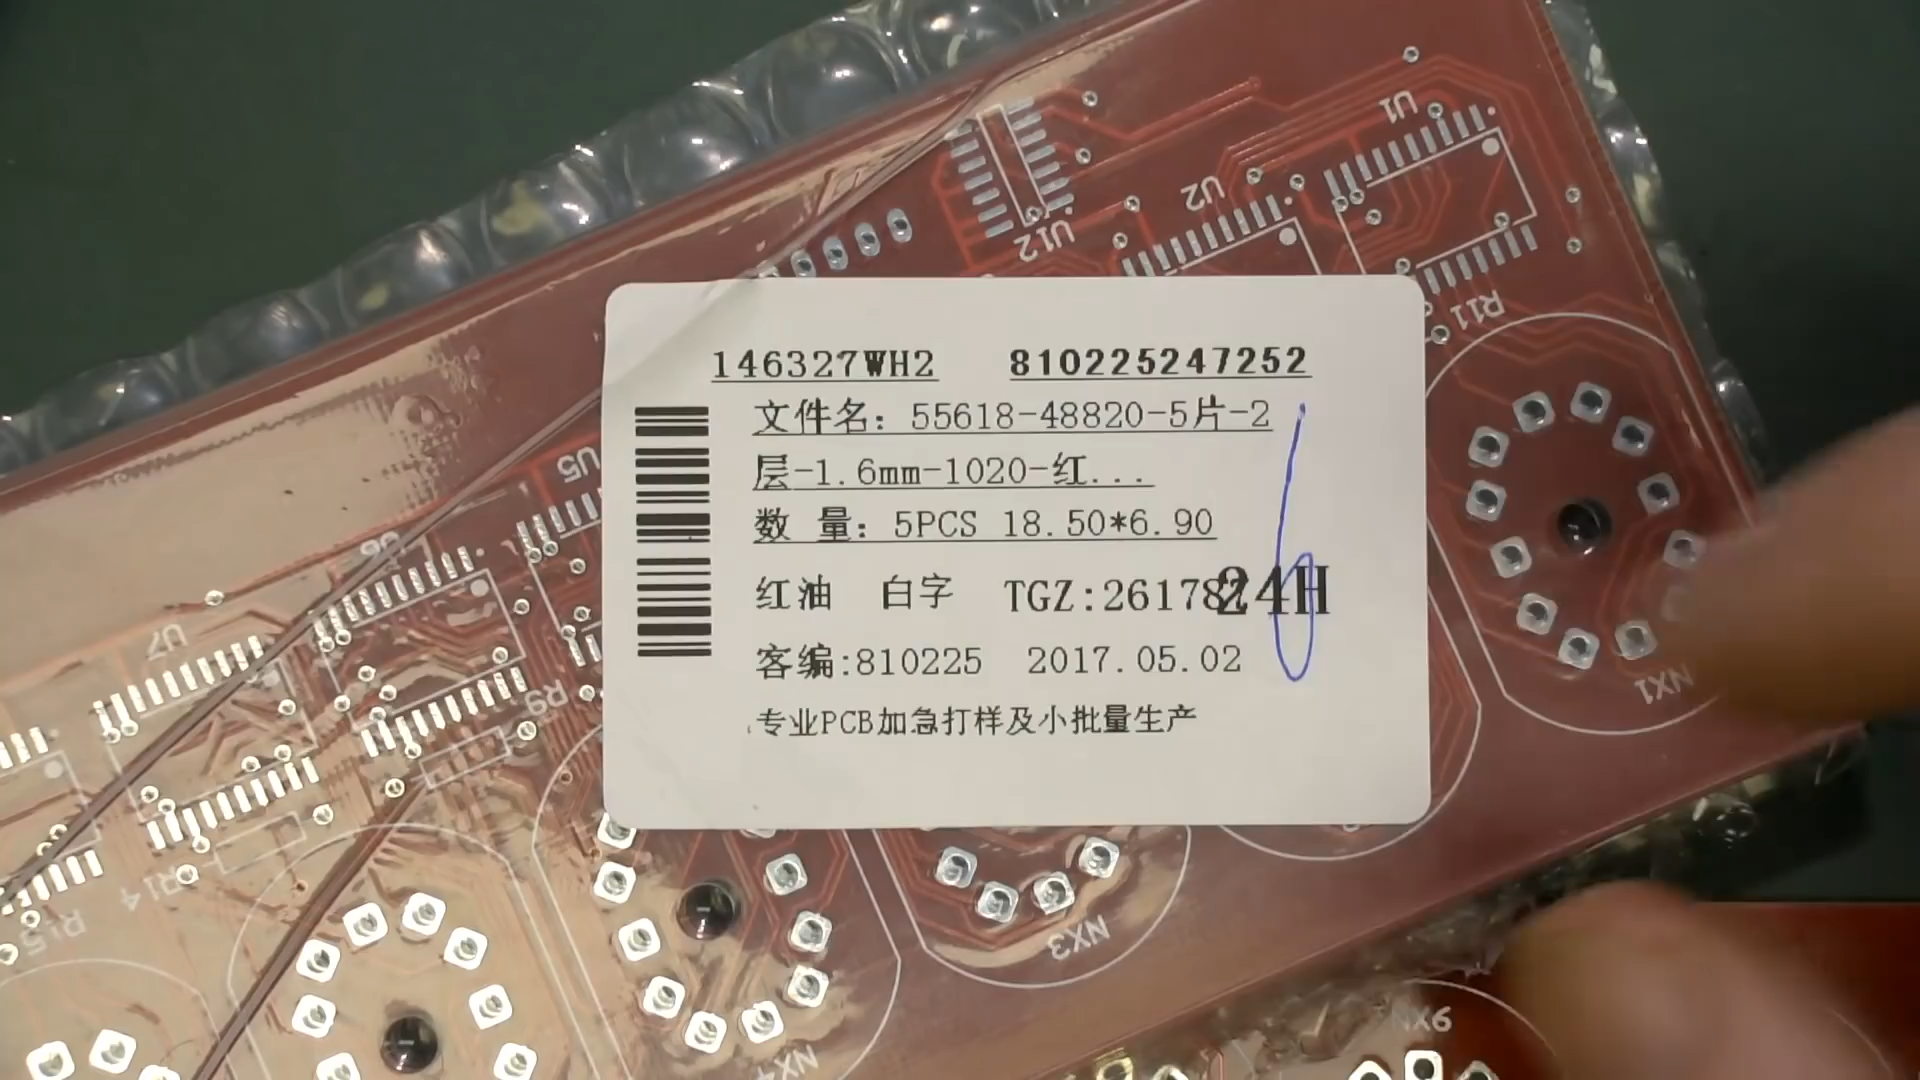 146327WH2 810225247252
文件名: 55618-48820-5片-2
层-1.6mm-1020-红...
数 量: 5PCS 18.50*6.90
红油 白字 TGZ:26178 24H
客编:810225 2017.05.02
专业PCB加急打样及小批量生产
U1
U2
U12
R11
U5
U6
U7
R9
R14
R15
NX1
NX3
NX4
NX6